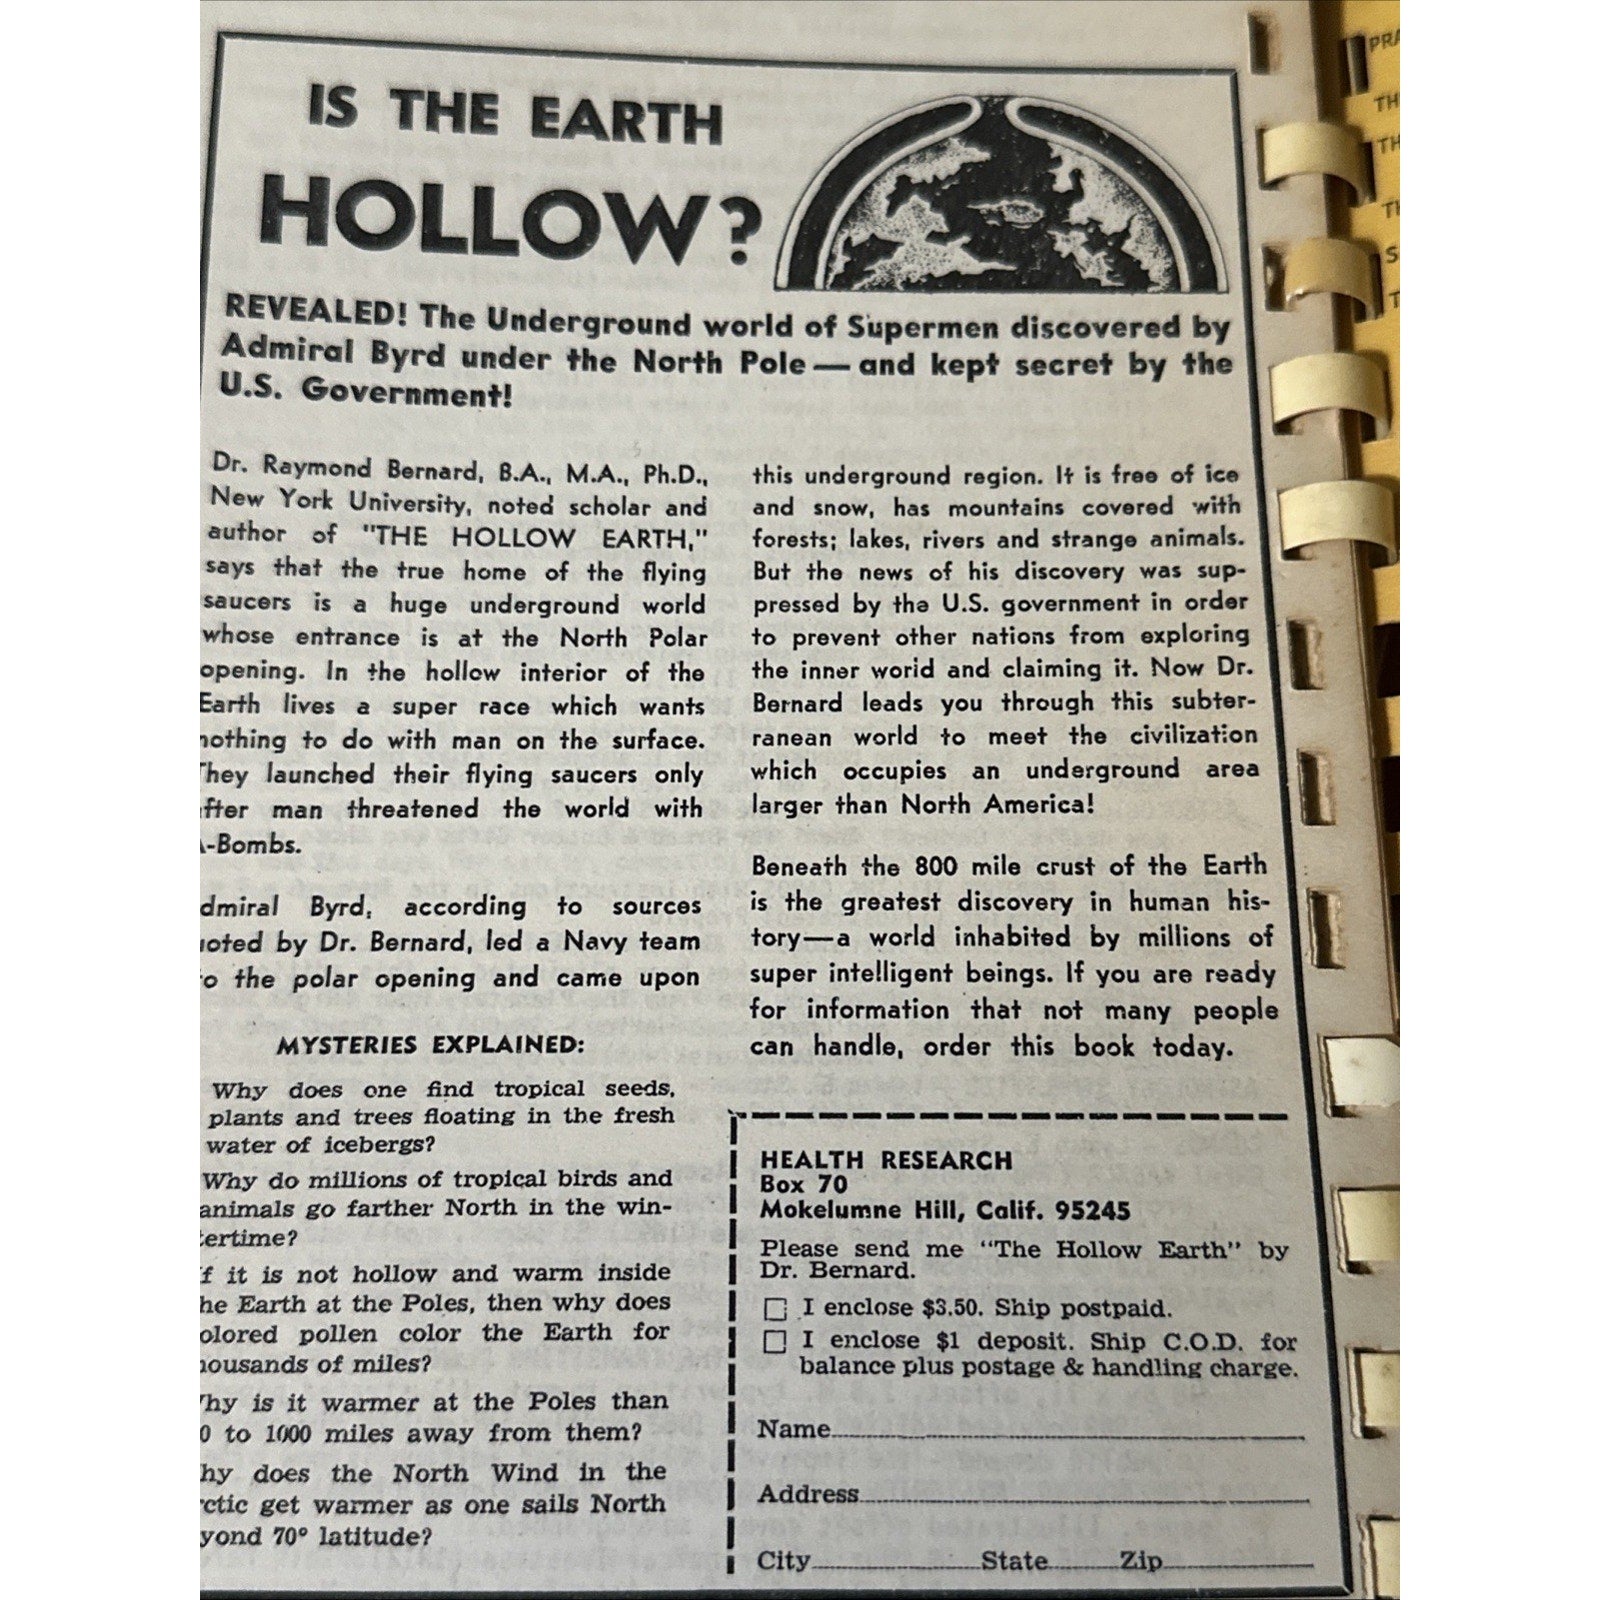 IS THE EARTH
HOLLOW?
REVEALED! The Underground world of Supermen discovered by
Admiral Byrd under the North Pole — and kept secret by the
U.S. Government!
Dr. Raymond Bernard, B.A., M.A., Ph.D.,
New York University, noted scholar and
author of "THE HOLLOW EARTH,"
says that the true home of the flying
saucers is a huge underground world
whose entrance is at the North Polar
opening. In the hollow interior of the
Earth lives a super race which wants
nothing to do with man on the surface.
They launched their flying saucers only
after man threatened the world with
A-Bombs.
dmiral Byrd, according to sources
uoted by Dr. Bernard, led a Navy team
to the polar opening and came upon
MYSTERIES EXPLAINED:
Why does one find tropical seeds,
plants and trees floating in the fresh
water of icebergs?
Why do millions of tropical birds and
animals go farther North in the win-
tertime?
If it is not hollow and warm inside
the Earth at the Poles, then why does
olored pollen color the Earth for
housands of miles?
Why is it warmer at the Poles than
0 to 1000 miles away from them?
hy does the North Wind in the
rctic get warmer as one sails North
yond 70° latitude?
this underground region. It is free of ice
and snow, has mountains covered with
forests; lakes, rivers and strange animals.
But the news of his discovery was sup-
pressed by the U.S. government in order
to prevent other nations from exploring
the inner world and claiming it. Now Dr.
Bernard leads you through this subter-
ranean world to meet the civilization
which occupies an underground area
larger than North America!
Beneath the 800 mile crust of the Earth
is the greatest discovery in human his-
tory—a world inhabited by millions of
super intelligent beings. If you are ready
for information that not many people
can handle, order this book today.
HEALTH RESEARCH
Box 70
Mokelumne Hill, Calif. 95245
Please send me "The Hollow Earth" by
Dr. Bernard.
I enclose $3.50. Ship postpaid.
I enclose $1 deposit. Ship C.O.D. for
balance plus postage & handling charge.
Name
Address
City State Zip
PRA
TH
TH